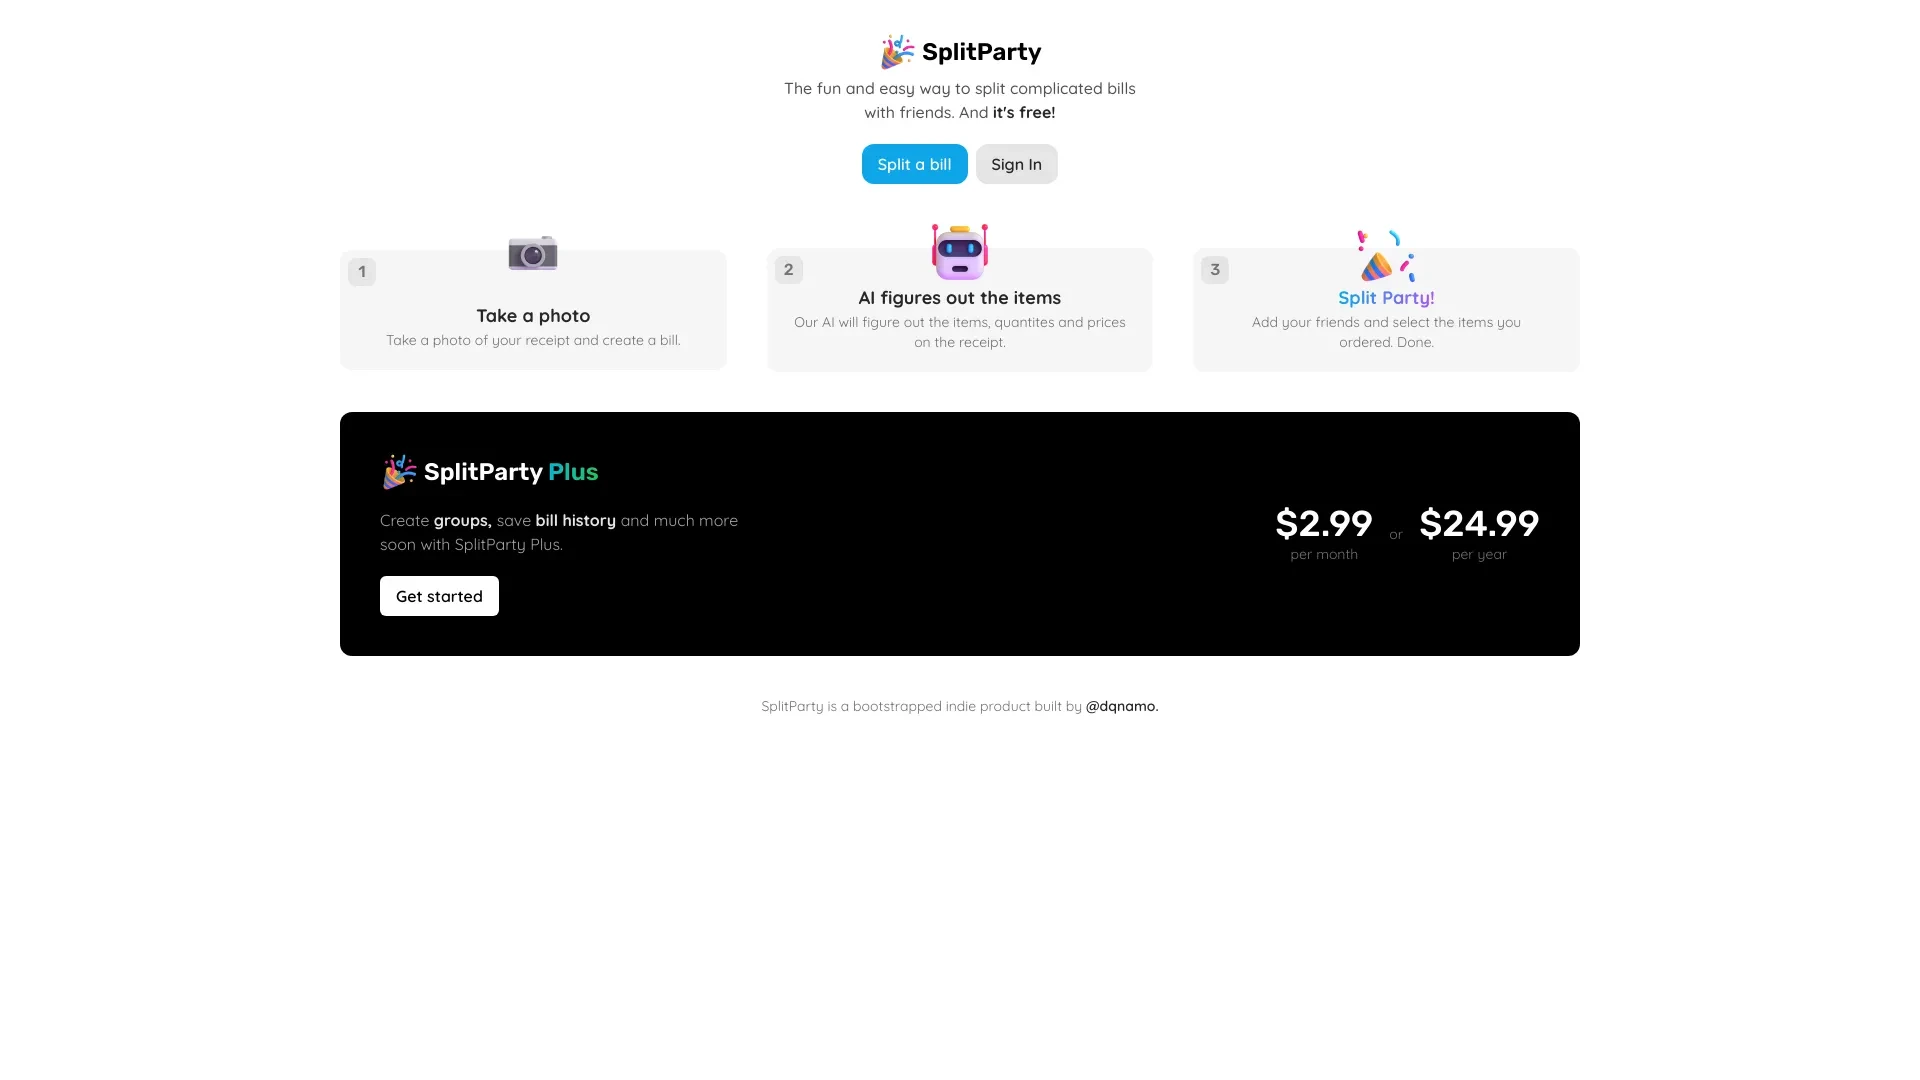 SplitParty
The fun and easy way to split complicated bills
with friends. And it's free!
Split a bill
Sign In
1
Take a photo
Take a photo of your receipt and create a bill.
2
AI figures out the items
Our AI will figure out the items, quantites and prices
on the receipt.
3
Split Party!
Add your friends and select the items you
ordered. Done.
SplitParty Plus
Create groups, save bill history and much more
soon with SplitParty Plus.
Get started
$2.99
per month
or
$24.99
per year
SplitParty is a bootstrapped indie product built by @dqnamo.